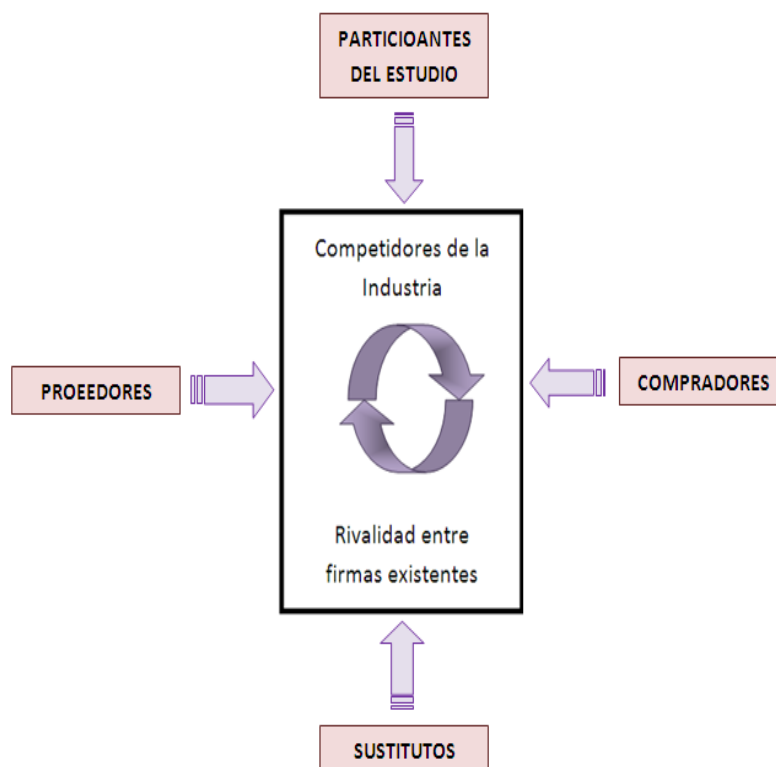 PARTICIOANTES
DEL ESTUDIO
Competidores de la
Industria
PROEEDORES
COMPRADORES
Rivalidad entre
firmas existentes
SUSTITUTOS